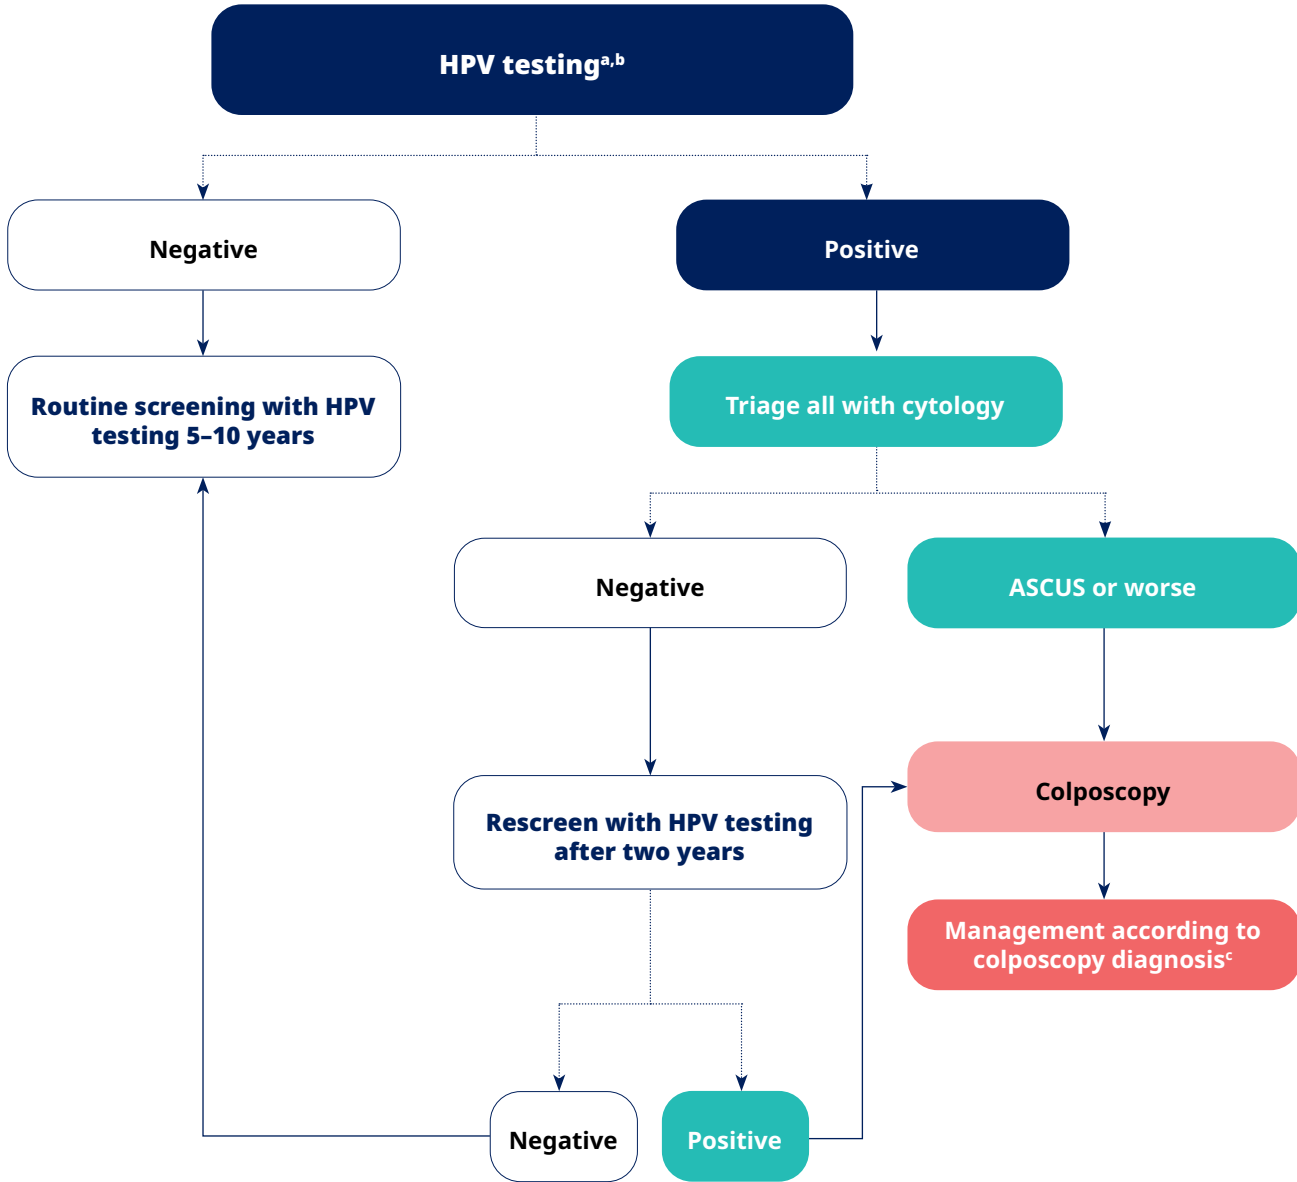 HPV testingᵃ,ᵇ
Negative
Positive
Routine screening with HPV
testing 5–10 years
Triage all with cytology
Negative
ASCUS or worse
Rescreen with HPV testing
after two years
Colposcopy
Management according to
colposcopy diagnosisᶜ
Negative
Positive